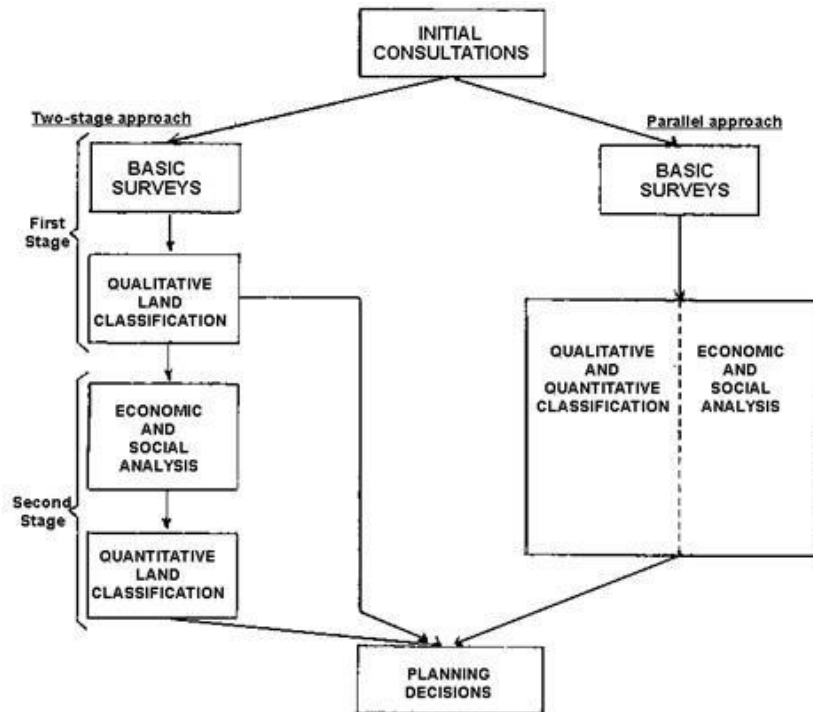 INITIAL
CONSULTATIONS
Two-stage approach
Parallel approach
BASIC
SURVEYS
BASIC
SURVEYS
First
Stage
QUALITATIVE
LAND
CLASSIFICATION
QUALITATIVE
AND
QUANTITATIVE
CLASSIFICATION
ECONOMIC
AND
SOCIAL
ANALYSIS
ECONOMIC
AND
SOCIAL
ANALYSIS
Second
Stage
QUANTITATIVE
LAND
CLASSIFICATION
PLANNING
DECISIONS